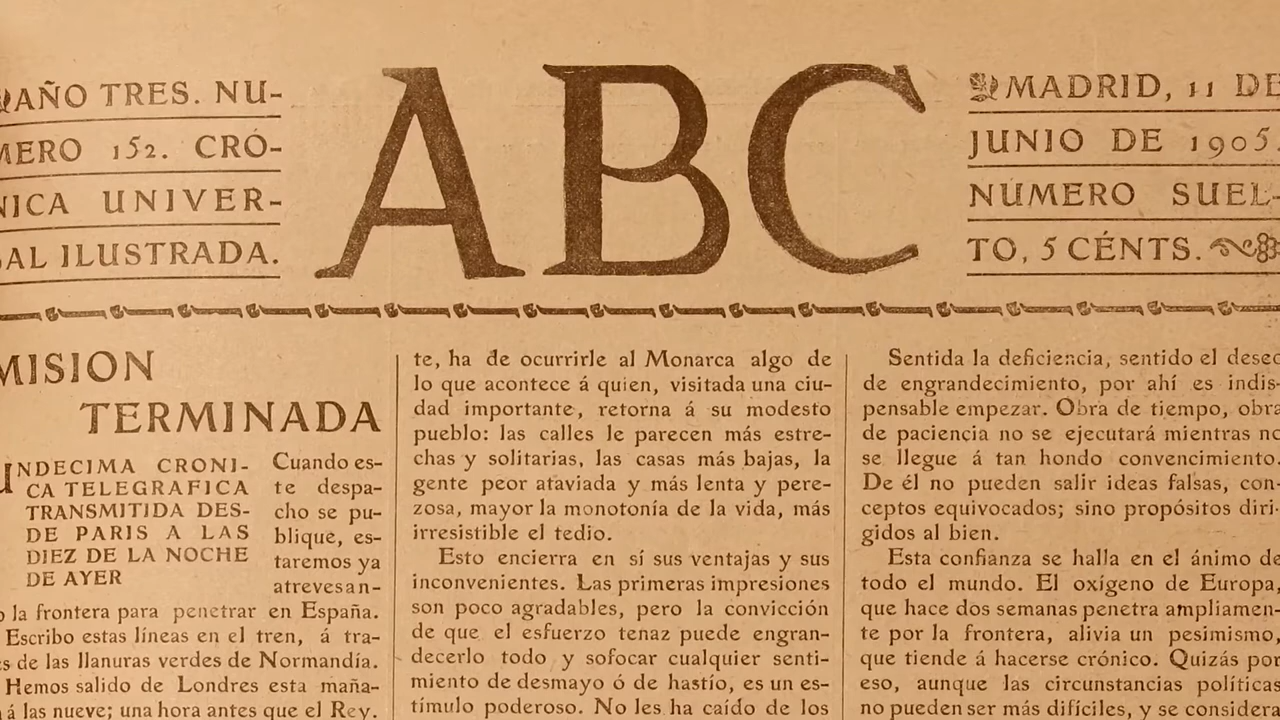 AÑO TRES. NU-
MERO 152. CRÓ-
NICA UNIVER-
SAL ILUSTRADA.
ABC
MADRID, 11 DE
JUNIO DE 1905.
NÚMERO SUEL-
TO, 5 CÉNTS.
MISION
TERMINADA
UNDECIMA CRONI-
CA TELEGRAFICA
TRANSMITIDA DES-
DE PARIS A LAS
DIEZ DE LA NOCHE
DE AYER
Cuando es-
te despa-
cho se pu-
blique, es-
taremos ya
atrevesan-
o la frontera para penetrar en España.
Escribo estas líneas en el tren, á tra-
s de las llanuras verdes de Normandía.
Hemos salido de Londres esta maña-
á las nueve; una hora antes que el Rey.
te, ha de ocurrirle al Monarca algo de
lo que acontece á quien, visitada una ciu-
dad importante, retorna á su modesto
pueblo: las calles le parecen más estre-
chas y solitarias, las casas más bajas, la
gente peor ataviada y más lenta y pere-
zosa, mayor la monotonía de la vida, más
irresistible el tedio.
Esto encierra en sí sus ventajas y sus
inconvenientes. Las primeras impresiones
son poco agradables, pero la convicción
de que el esfuerzo tenaz puede engran-
decerlo todo y sofocar cualquier senti-
miento de desmayo ó de hastío, es un es-
tímulo poderoso. No les ha caído de los
Sentida la deficiencia, sentido el deseo
de engrandecimiento, por ahí es indis-
pensable empezar. Obra de tiempo, obra
de paciencia no se ejecutará mientras no
se llegue á tan hondo convencimiento.
De él no pueden salir ideas falsas, con-
ceptos equivocados; sino propósitos diri-
gidos al bien.
Esta confianza se halla en el ánimo de
todo el mundo. El oxígeno de Europa,
que hace dos semanas penetra ampliamen-
te por la frontera, alivia un pesimismo,
que tiende á hacerse crónico. Quizás por
eso, aunque las circunstancias políticas
no pueden ser más difíciles, y se considera